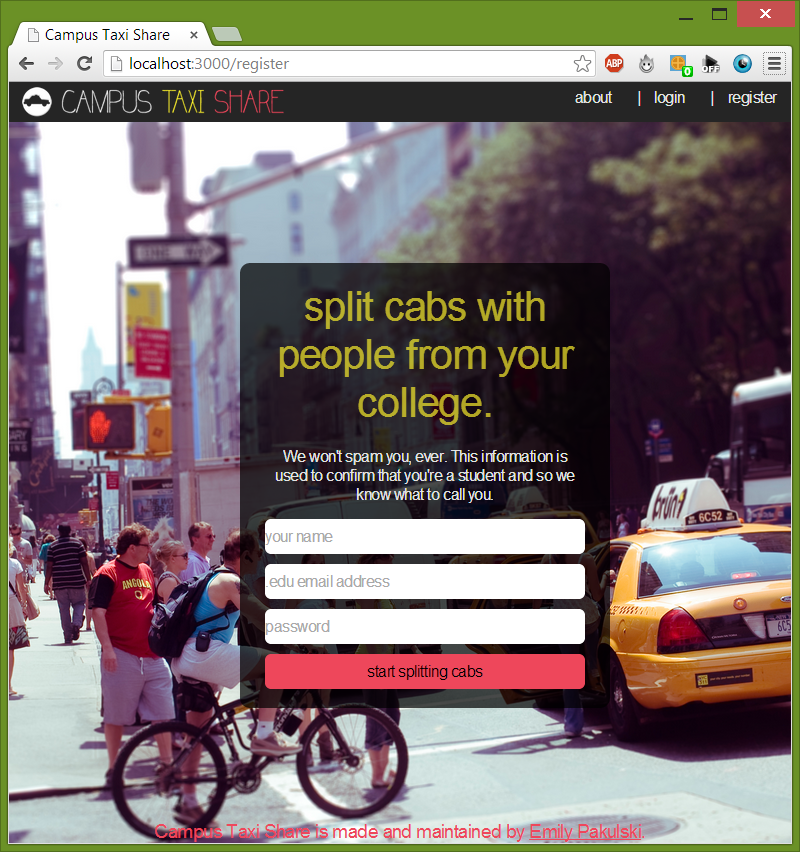 Campus Taxi Share
localhost:3000/register
ABP
0
OFF
CAMPUS TAXI SHARE
about | login | register
split cabs with
people from your
college.
We won't spam you, ever. This information is
used to confirm that you're a student and so we
know what to call you.
your name
.edu email address
password
start splitting cabs
ANGOLA
6C52
Campus Taxi Share is made and maintained by Emily Pakulski.